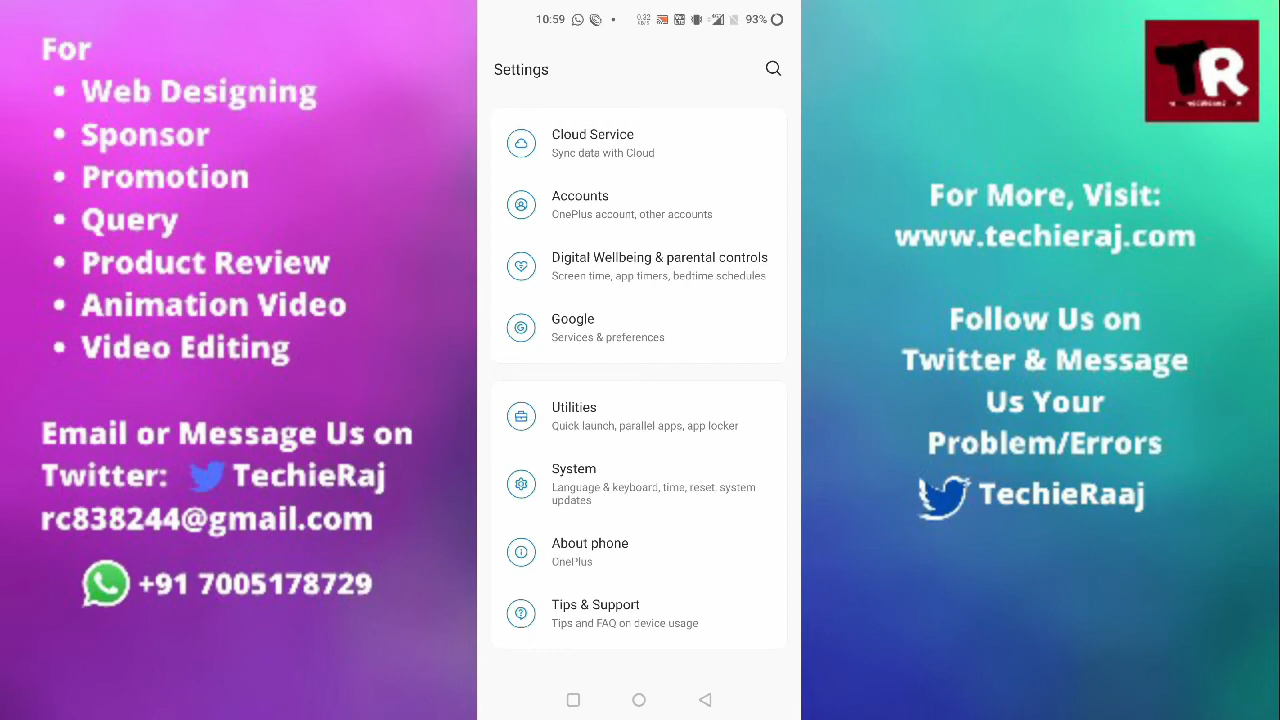 For
• Web Designing
• Sponsor
• Promotion
• Query
• Product Review
• Animation Video
• Video Editing
Email or Message Us on
Twitter: TechieRaj
rc838244@gmail.com
+91 7005178729
10:59
93%
Settings
Cloud Service
Sync data with Cloud
Accounts
OnePlus account, other accounts
Digital Wellbeing & parental controls
Screen time, app timers, bedtime schedules
Google
Services & preferences
Utilities
Quick launch, parallel apps, app locker
System
Language & keyboard, time, reset, system
updates
About phone
OnePlus
Tips & Support
Tips and FAQ on device usage
TR
For More, Visit:
www.techieraj.com
Follow Us on
Twitter & Message
Us Your
Problem/Errors
TechieRaaj